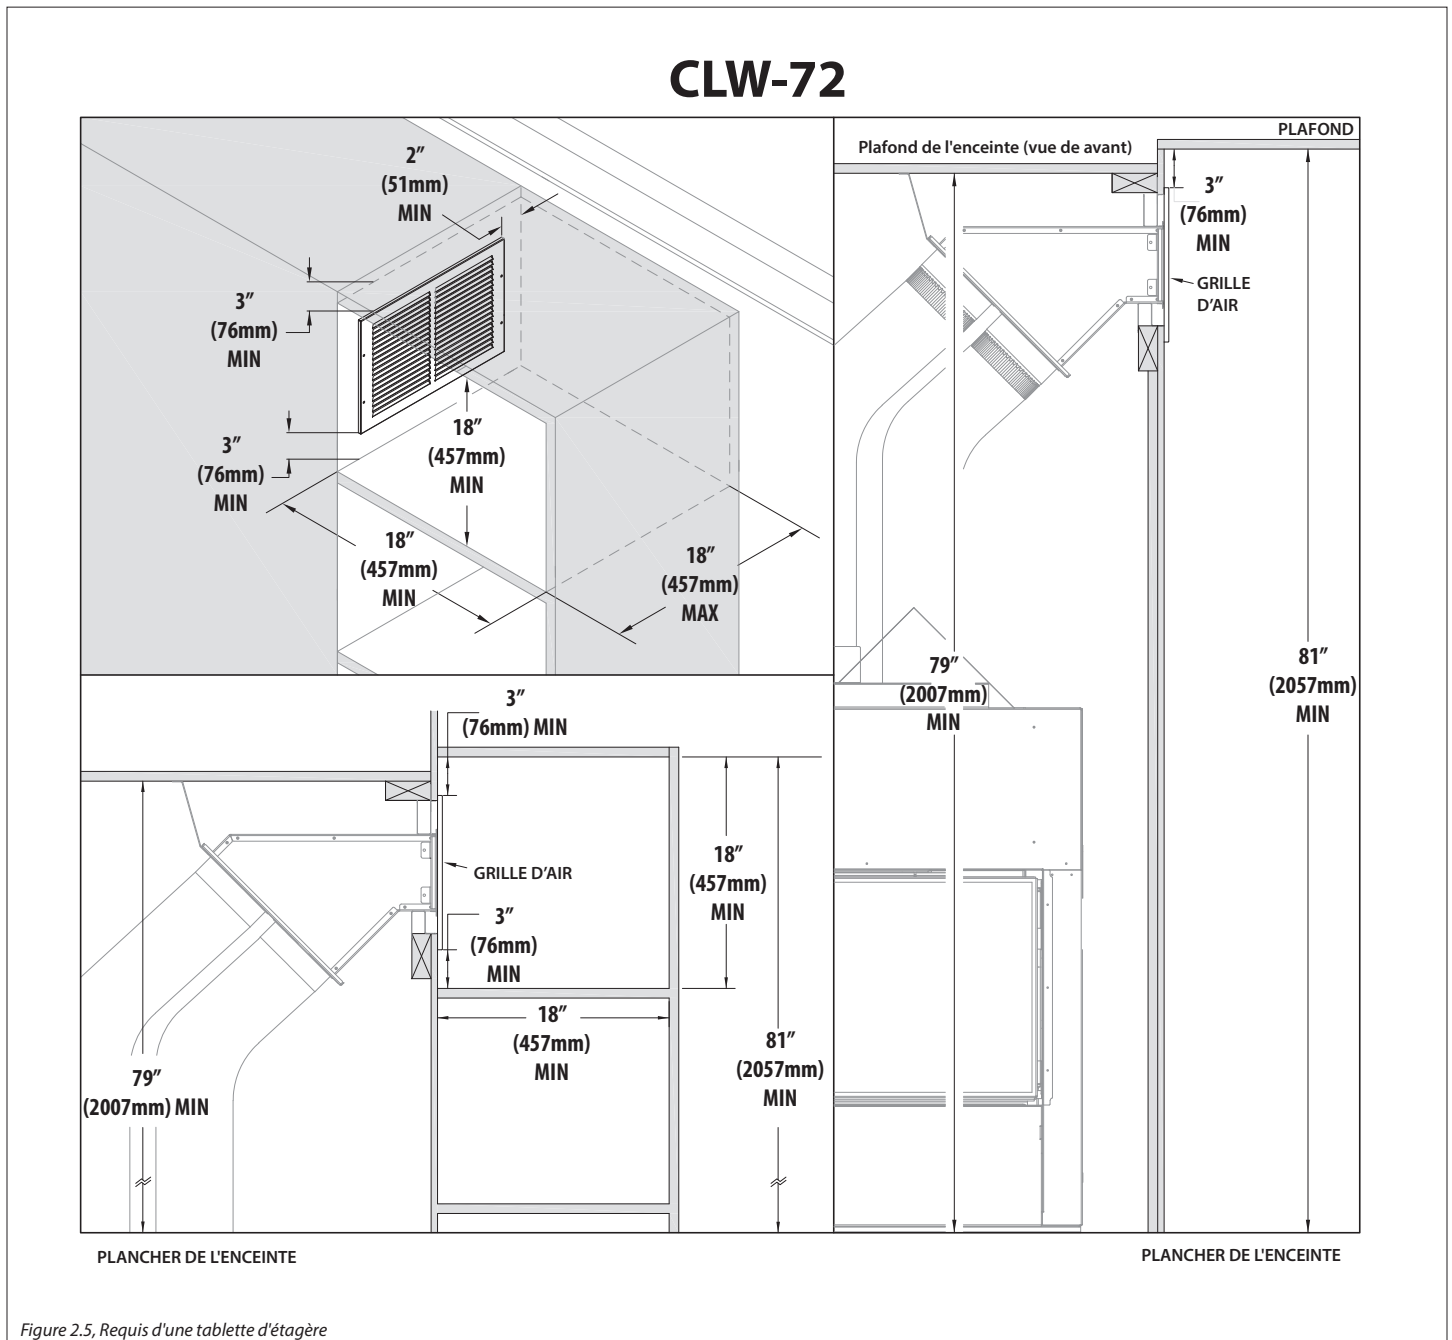 CLW-72
2”
(51mm)
MIN
3”
(76mm)
MIN
3”
(76mm)
MIN
18”
(457mm)
MIN
18”
(457mm)
MIN
18”
(457mm)
MAX
PLAFOND
Plafond de l'enceinte (vue de avant)
3”
(76mm)
MIN
GRILLE
D’AIR
79”
(2007mm)
MIN
81”
(2057mm)
MIN
3”
(76mm) MIN
GRILLE D’AIR
3”
(76mm)
MIN
18”
(457mm)
MIN
18”
(457mm)
MIN
81”
(2057mm)
MIN
79”
(2007mm) MIN
PLANCHER DE L'ENCEINTE
PLANCHER DE L'ENCEINTE
Figure 2.5, Requis d'une tablette d'étagère